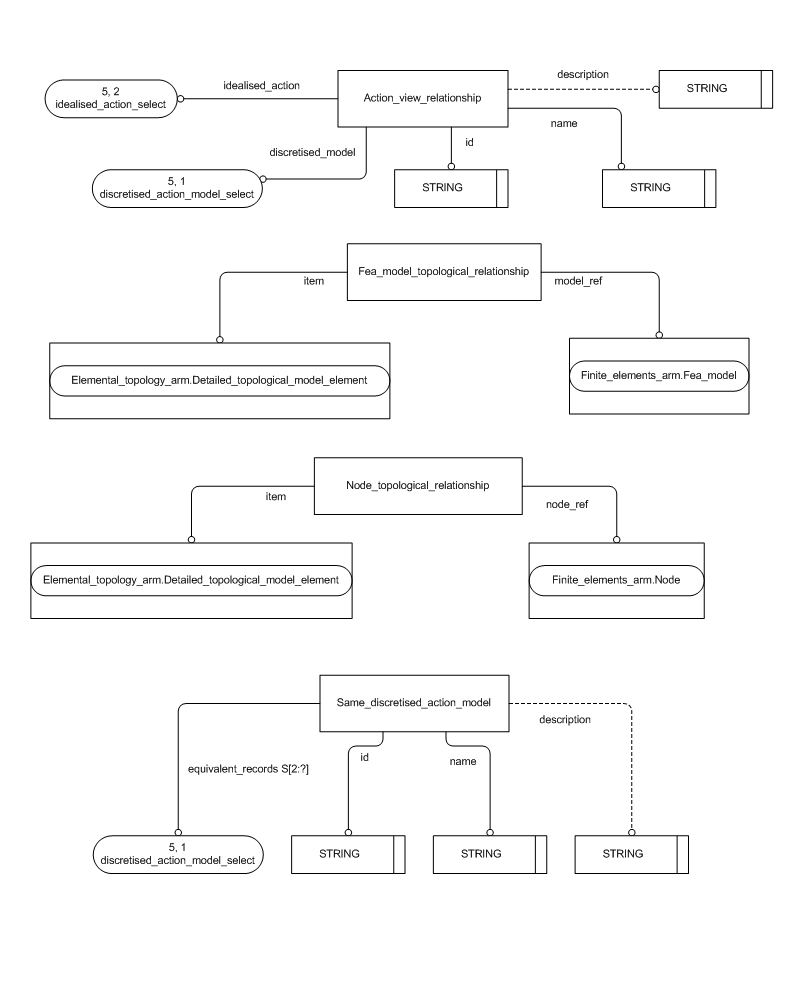 description
5, 2
idealised_action_select
idealised_action
Action_view_relationship
STRING
name
id
discretised_model
5, 1
discretised_action_model_select
STRING
STRING
Fea_model_topological_relationship
item
model_ref
Elemental_topology_arm.Detailed_topological_model_element
Finite_elements_arm.Fea_model
Node_topological_relationship
item
node_ref
Elemental_topology_arm.Detailed_topological_model_element
Finite_elements_arm.Node
Same_discretised_action_model
description
id
name
equivalent_records S[2:?]
5, 1
discretised_action_model_select
STRING
STRING
STRING